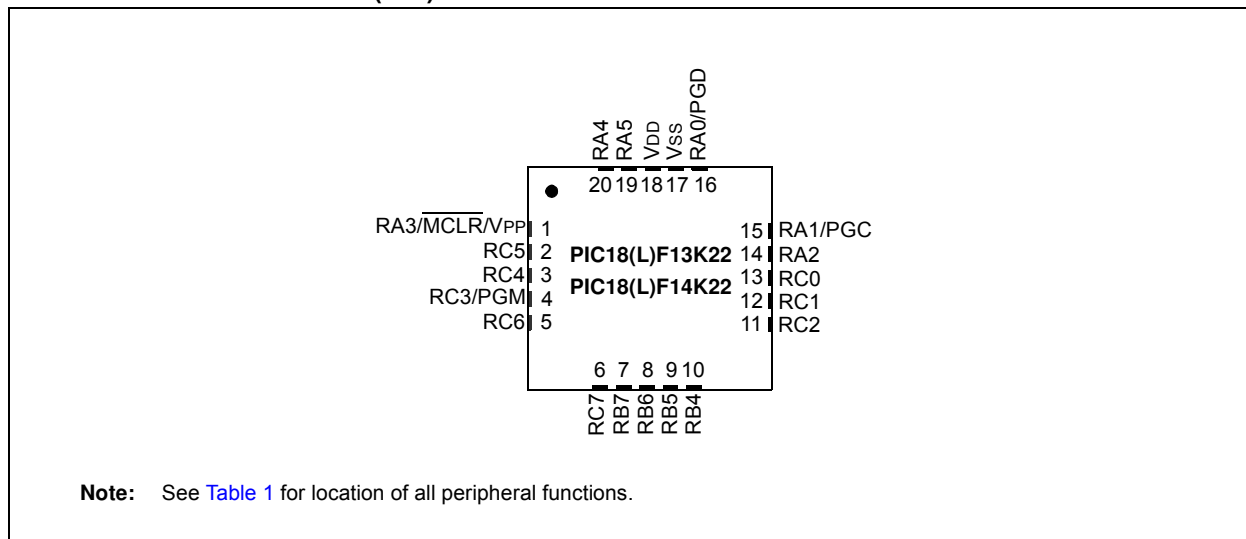 RA4
RA5
VDD
VSS
RA0/PGD
20 19 18 17 16
RA3/MCLR/VPP 1
RC5 2
RC4 3
RC3/PGM 4
RC6 5
PIC18(L)F13K22
PIC18(L)F14K22
15 RA1/PGC
14 RA2
13 RC0
12 RC1
11 RC2
6 7 8 9 10
RC7
RB7
RB6
RB5
RB4
Note: See Table 1 for location of all peripheral functions.